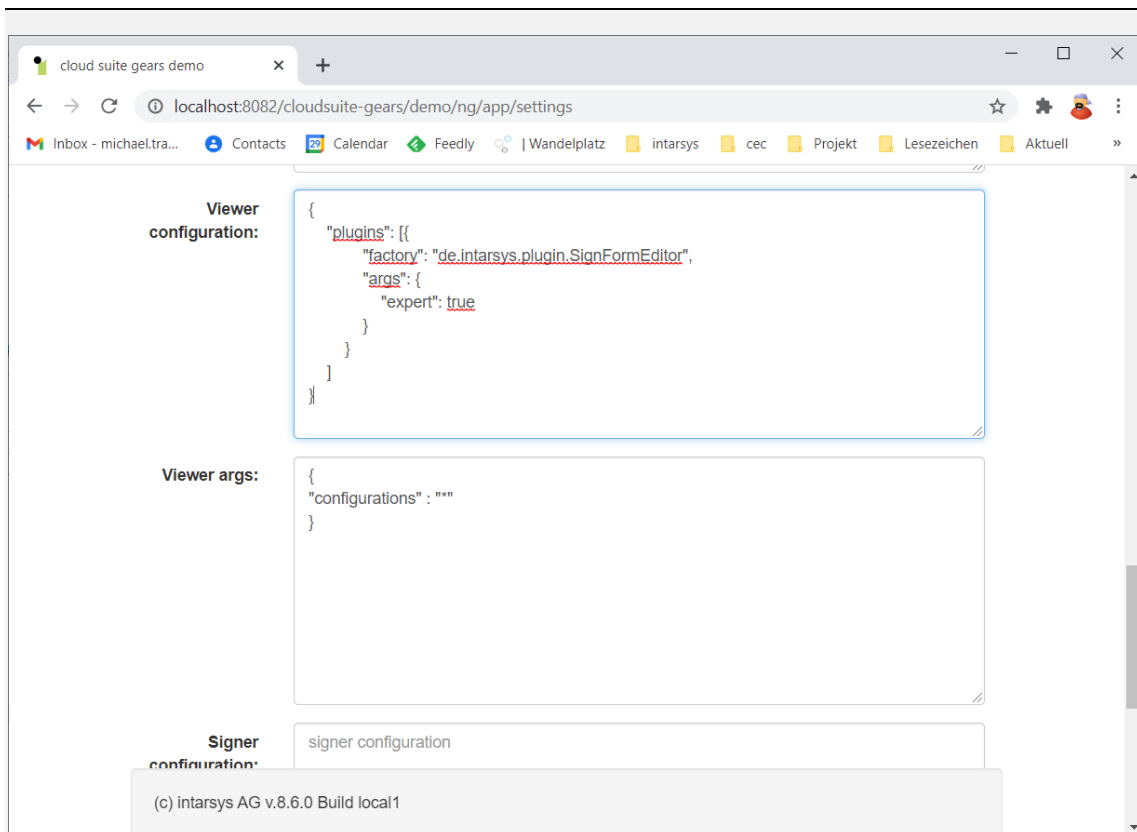 cloud suite gears demo
localhost:8082/cloudsuite-gears/demo/ng/app/settings
Inbox - michael.tra... Contacts 29 Calendar Feedly | Wandelplatz intarsys cec Projekt Lesezeichen Aktuell »
Viewer configuration:
{
"plugins": [{
"factory": "de.intarsys.plugin.SignFormEditor",
"args": {
"expert": true
}
}
]
}
Viewer args:
{
"configurations" : "*"
}
Signer configuration:
signer configuration
(c) intarsys AG v.8.6.0 Build local1